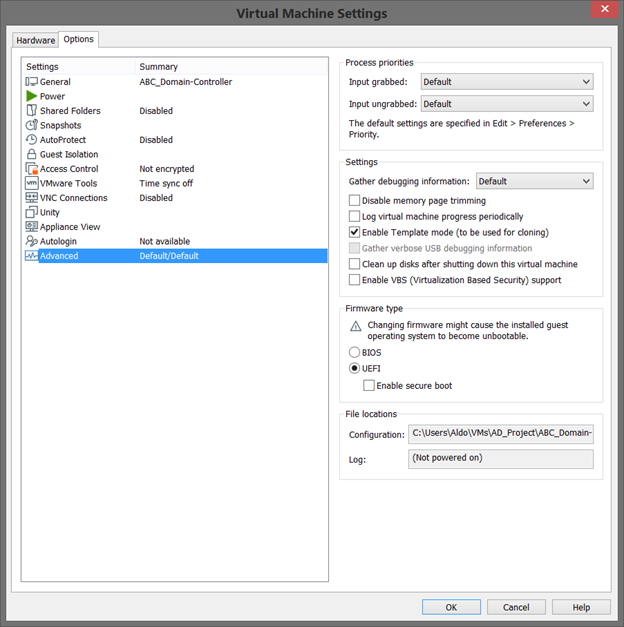 Virtual Machine Settings
Hardware Options
Settings Summary
General ABC_Domain-Controller
Power
Shared Folders Disabled
Snapshots
AutoProtect Disabled
Guest Isolation
Access Control Not encrypted
vm VMware Tools Time sync off
VNC Connections Disabled
Unity
Appliance View
Autologin Not available
Advanced Default/Default
Process priorities
Input grabbed: Default
Input ungrabbed: Default
The default settings are specified in Edit > Preferences >
Priority.
Settings
Gather debugging information: Default
Disable memory page trimming
Log virtual machine progress periodically
Enable Template mode (to be used for cloning)
Gather verbose USB debugging information
Clean up disks after shutting down this virtual machine
Enable VBS (Virtualization Based Security) support
Firmware type
Changing firmware might cause the installed guest
operating system to become unbootable.
BIOS
UEFI
Enable secure boot
File locations
Configuration: C:\Users\Aldo\VMs\AD_Project\ABC_Domain-
Log: (Not powered on)
OK Cancel Help